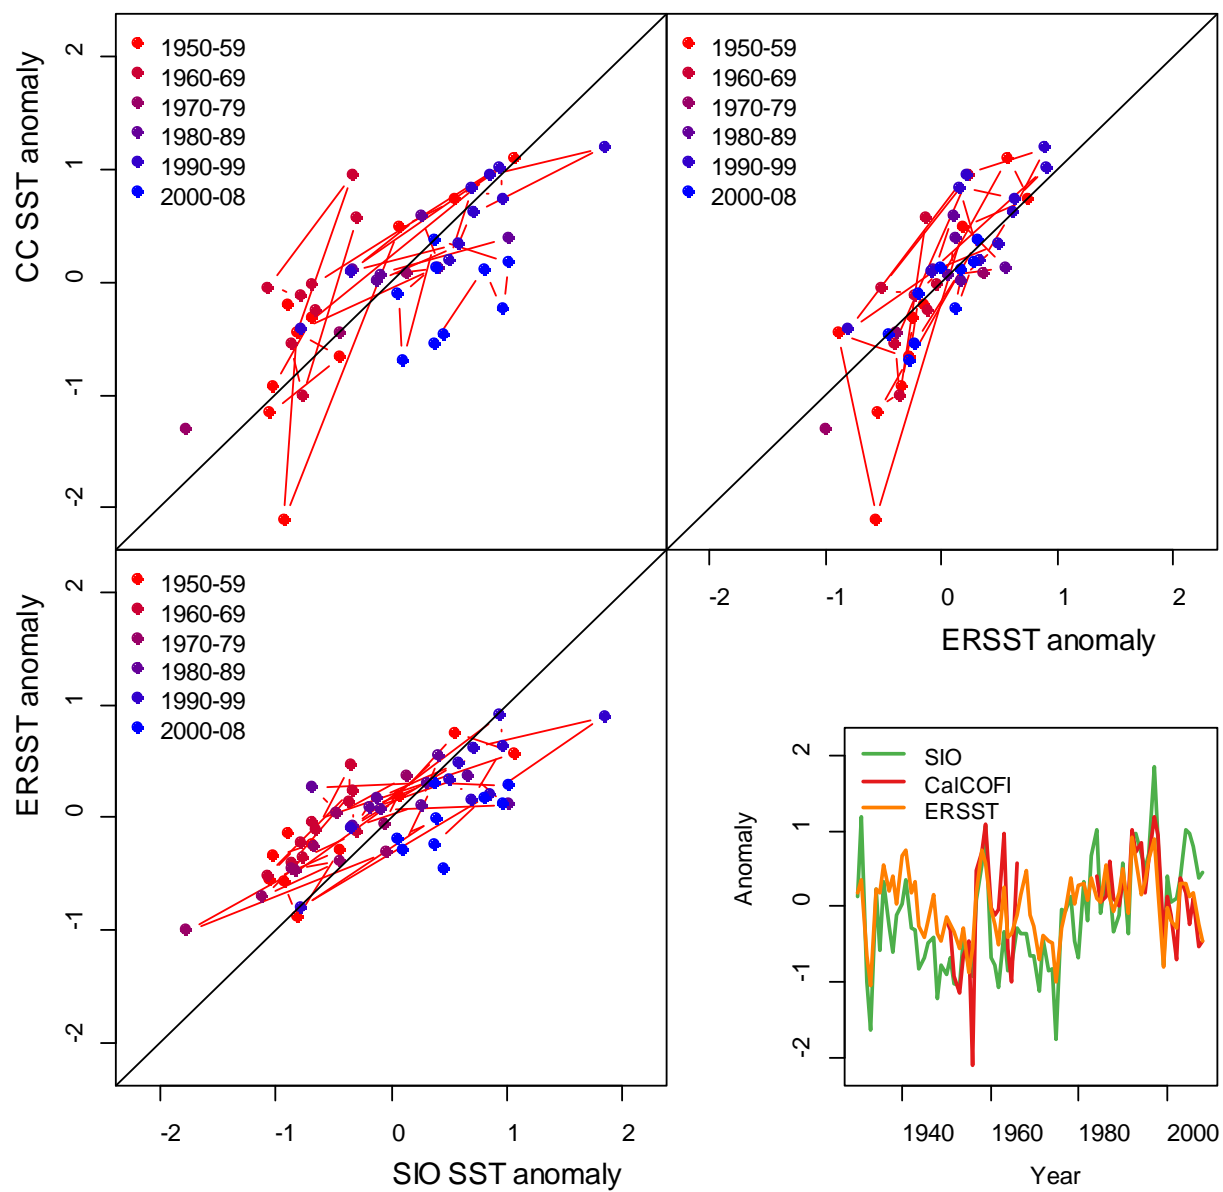 CC SST anomaly
2
1
0
-1
-2
1950-59
1960-69
1970-79
1980-89
1990-99
2000-08
1950-59
1960-69
1970-79
1980-89
1990-99
2000-08
-2 -1 0 1 2
ERSST anomaly
ERSST anomaly
2
1
0
-1
-2
1950-59
1960-69
1970-79
1980-89
1990-99
2000-08
-2 -1 0 1 2
SIO SST anomaly
Anomaly
2
1
0
-1
-2
SIO
CalCOFI
ERSST
1940 1960 1980 2000
Year